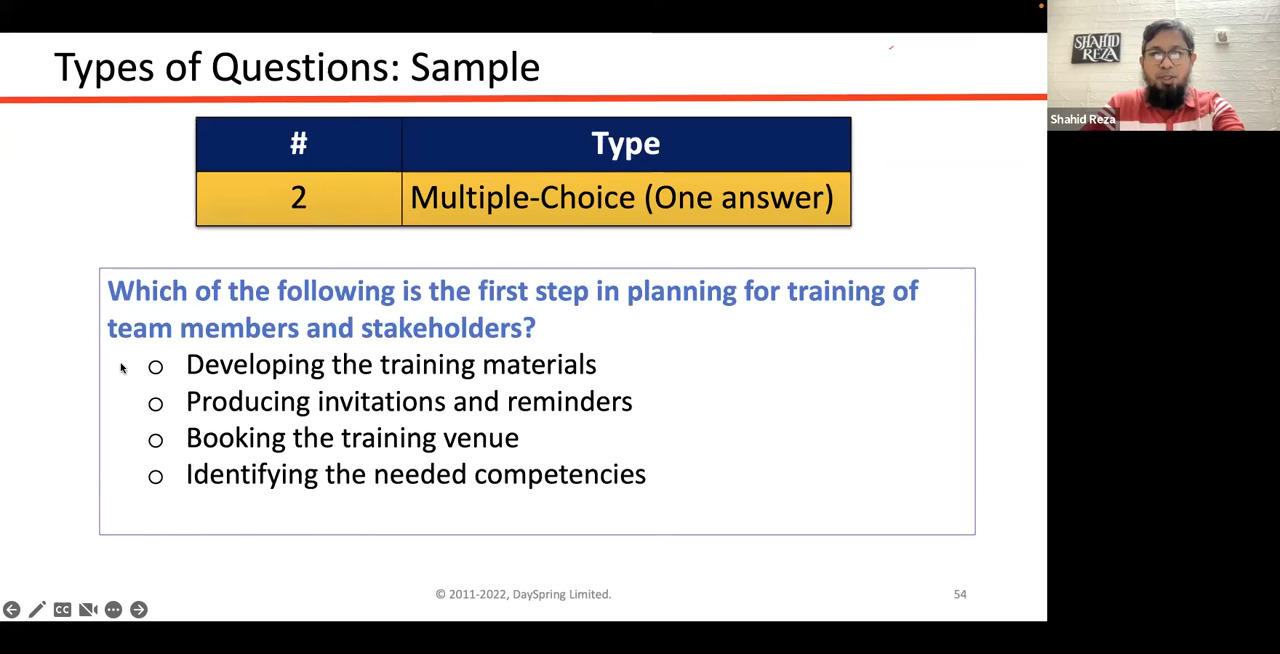 Types of Questions: Sample
SHAHID
REZA
Shahid Reza
# Type
2 Multiple-Choice (One answer)
Which of the following is the first step in planning for training of
team members and stakeholders?
Developing the training materials
Producing invitations and reminders
Booking the training venue
Identifying the needed competencies
© 2011-2022, DaySpring Limited.
54
CC